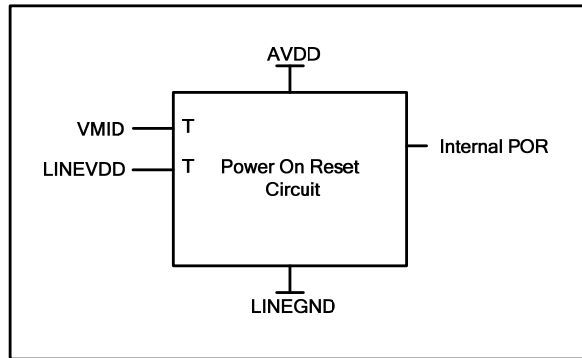 AVDD
VMID
T
LINEVDD
T
Internal POR
Power On Reset
Circuit
LINEGND